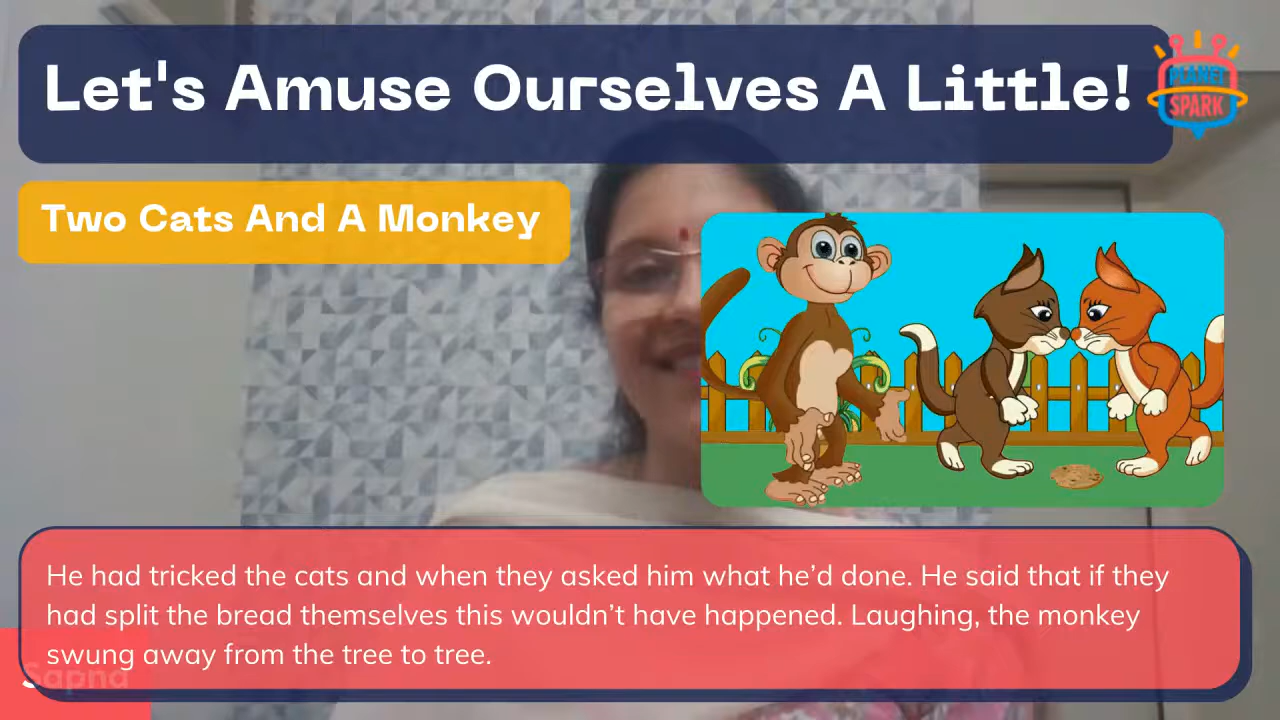 Let's Amuse Ourselves A Little!
PLANET
SPARK
Two Cats And A Monkey
He had tricked the cats and when they asked him what he’d done. He said that if they
had split the bread themselves this wouldn’t have happened. Laughing, the monkey
swung away from the tree to tree.
Sapna